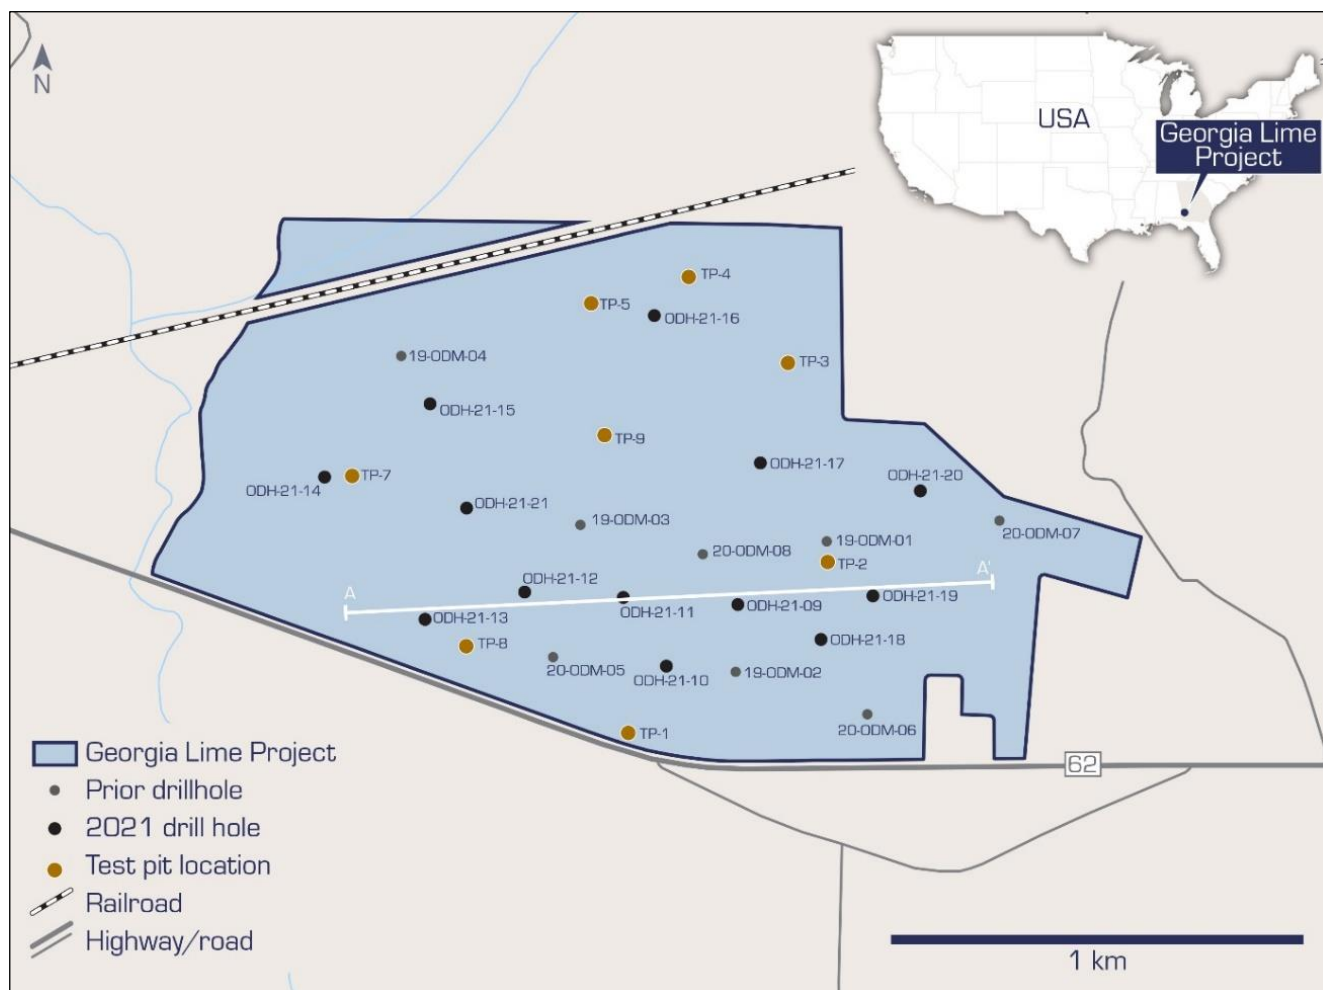 N
USA
Georgia Lime
Project
TP-4
TP-5
ODH-21-16
19-ODM-04
TP-3
ODH-21-15
TP-9
ODH-21-17
TP-7
ODH-21-14
ODH-21-20
ODH-21-21
19-ODM-03
20-ODM-07
19-ODM-01
20-ODM-08
TP-2
A
A'
ODH-21-12
ODH-21-11
ODH-21-09
ODH-21-19
ODH-21-13
TP-8
ODH-21-18
20-ODM-05
ODH-21-10
19-ODM-02
TP-1
20-ODM-06
62
Georgia Lime Project
Prior drillhole
2021 drill hole
Test pit location
Railroad
Highway/road
1 km